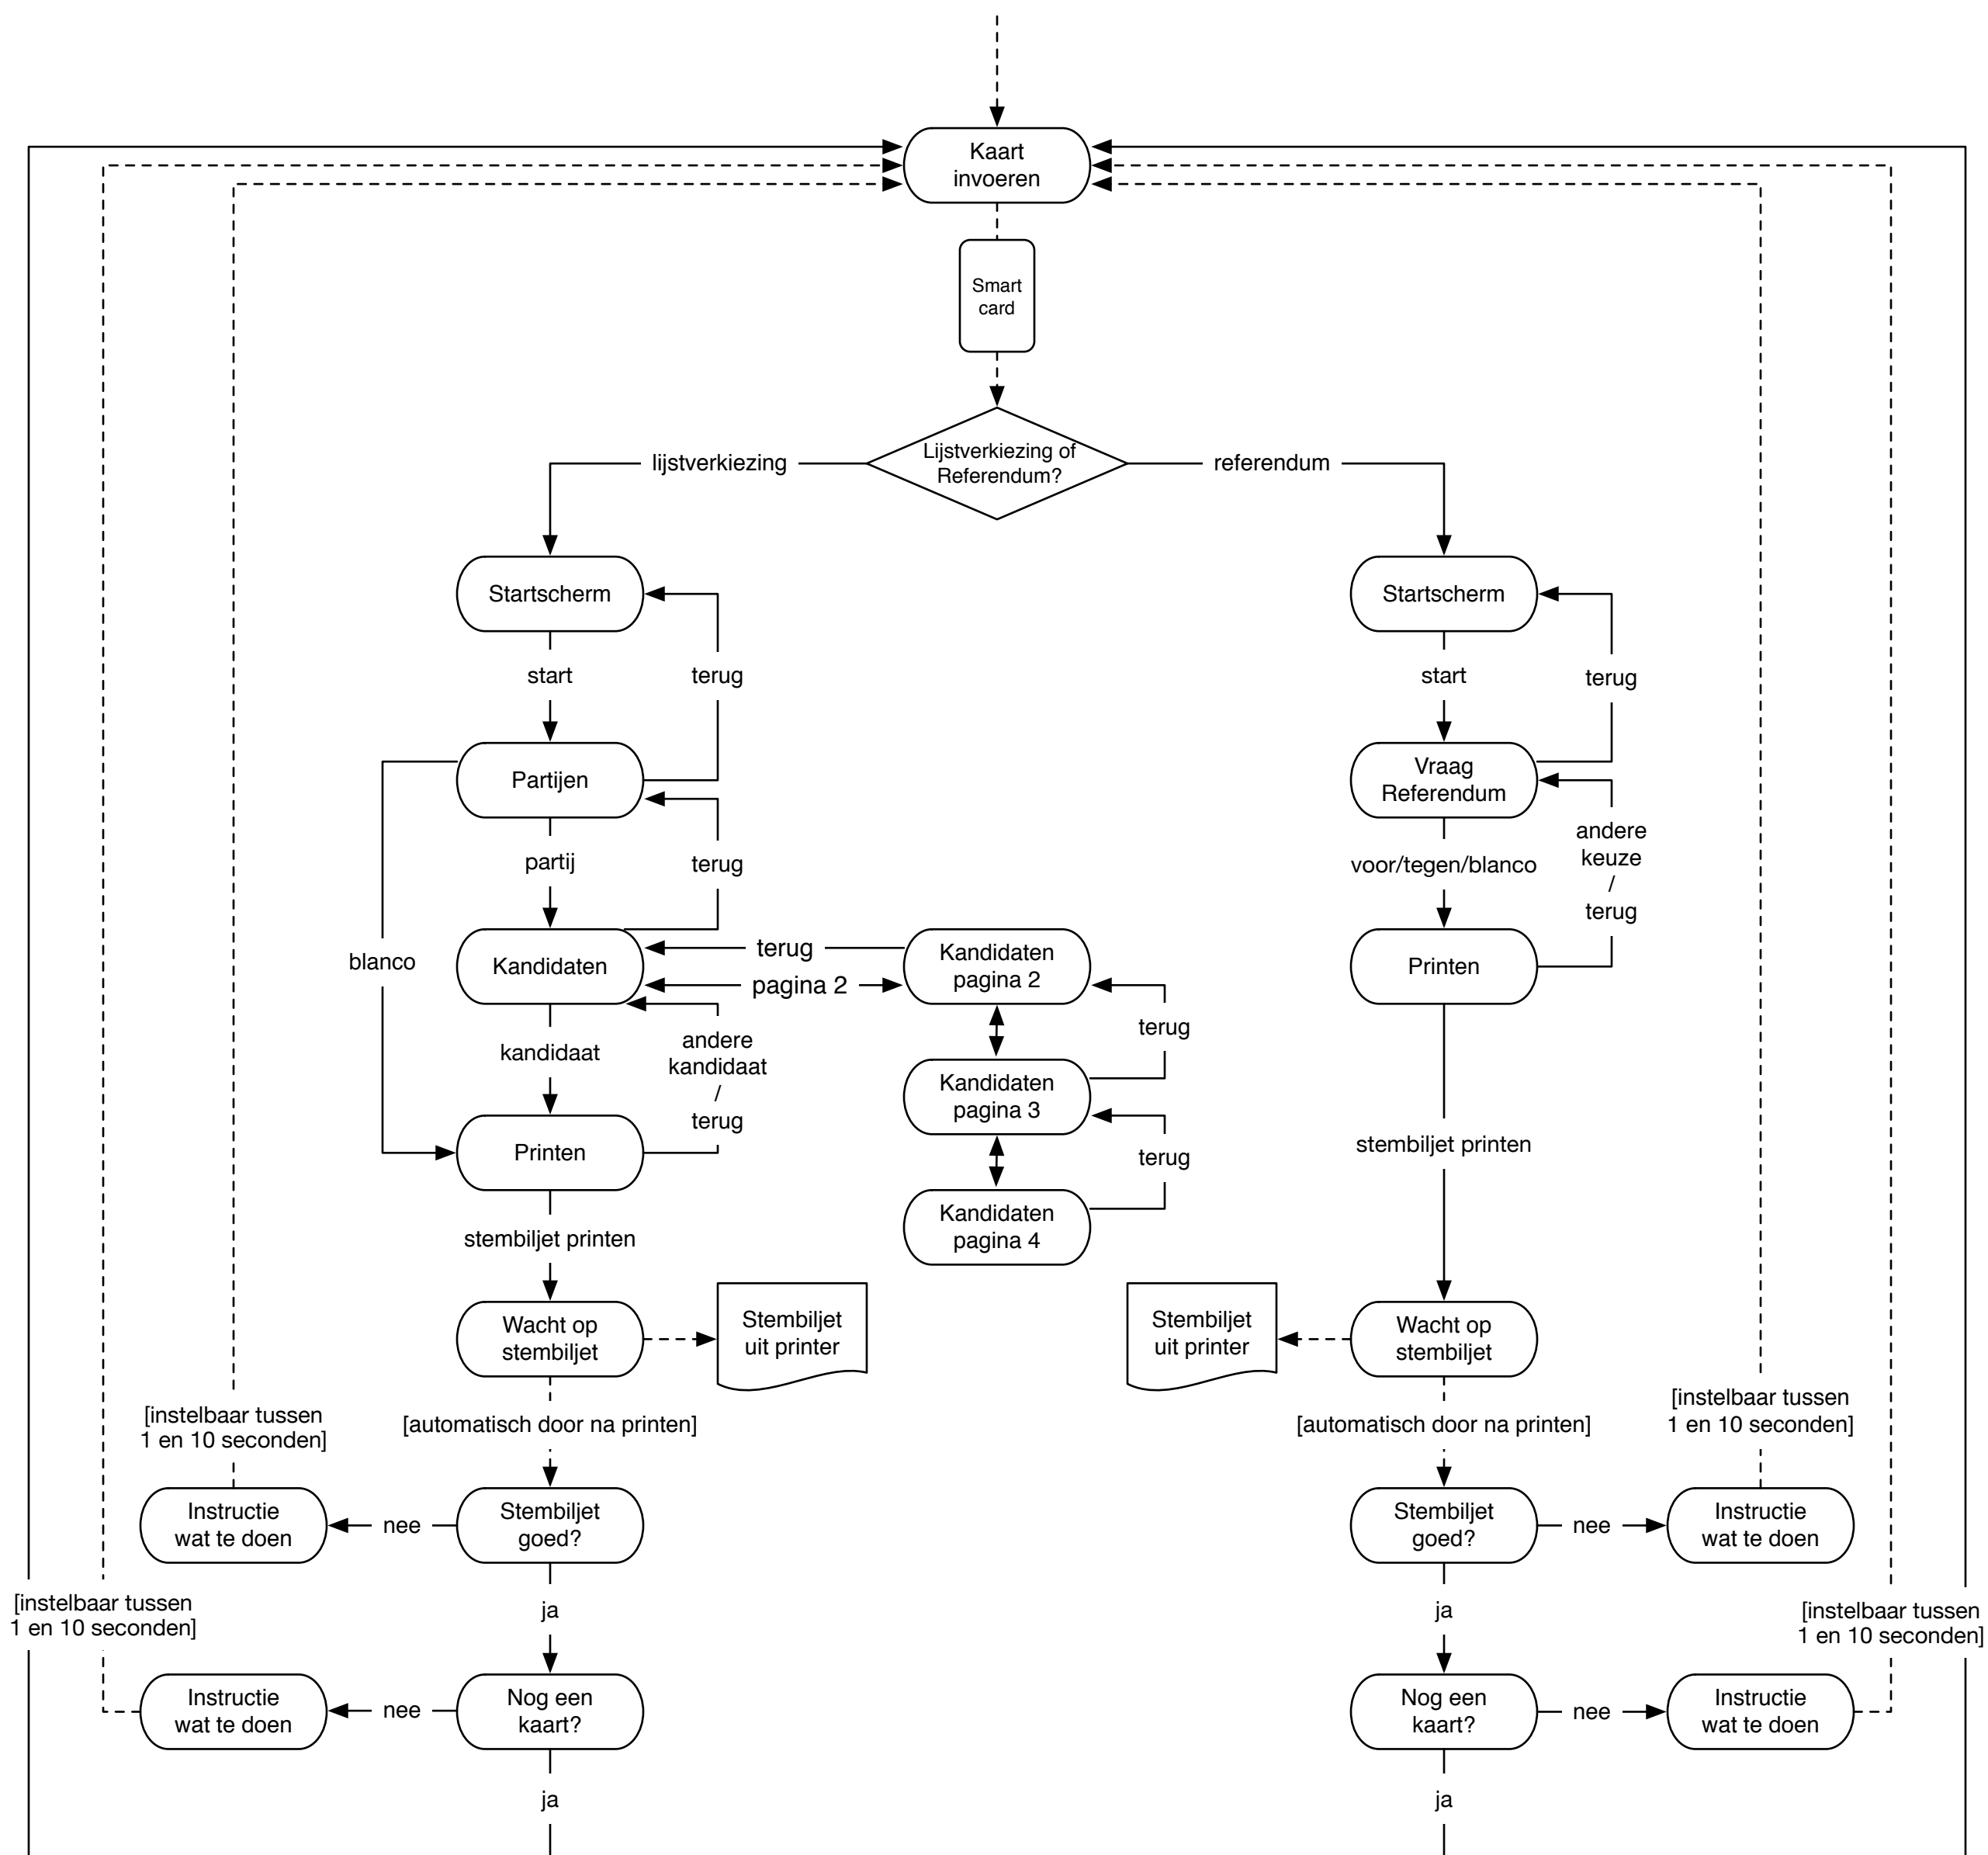 Kaart
invoeren
Smart
card
Lijstverkiezing of
Referendum?
lijstverkiezing
referendum
Startscherm
Startscherm
start
terug
start
terug
Partijen
Vraag
Referendum
partij
terug
voor/tegen/blanco
andere
keuze
/
terug
blanco
Kandidaten
terug
pagina 2
Kandidaten
pagina 2
Printen
kandidaat
andere
kandidaat
/
terug
terug
Kandidaten
pagina 3
Printen
terug
stembiljet printen
Kandidaten
pagina 4
stembiljet printen
Wacht op
stembiljet
Stembiljet
uit printer
Stembiljet
uit printer
Wacht op
stembiljet
[instelbaar tussen
1 en 10 seconden]
[automatisch door na printen]
[automatisch door na printen]
[instelbaar tussen
1 en 10 seconden]
Instructie
wat te doen
nee
Stembiljet
goed?
Stembiljet
goed?
nee
Instructie
wat te doen
[instelbaar tussen
1 en 10 seconden]
ja
ja
[instelbaar tussen
1 en 10 seconden]
Instructie
wat te doen
nee
Nog een
kaart?
Nog een
kaart?
nee
Instructie
wat te doen
ja
ja